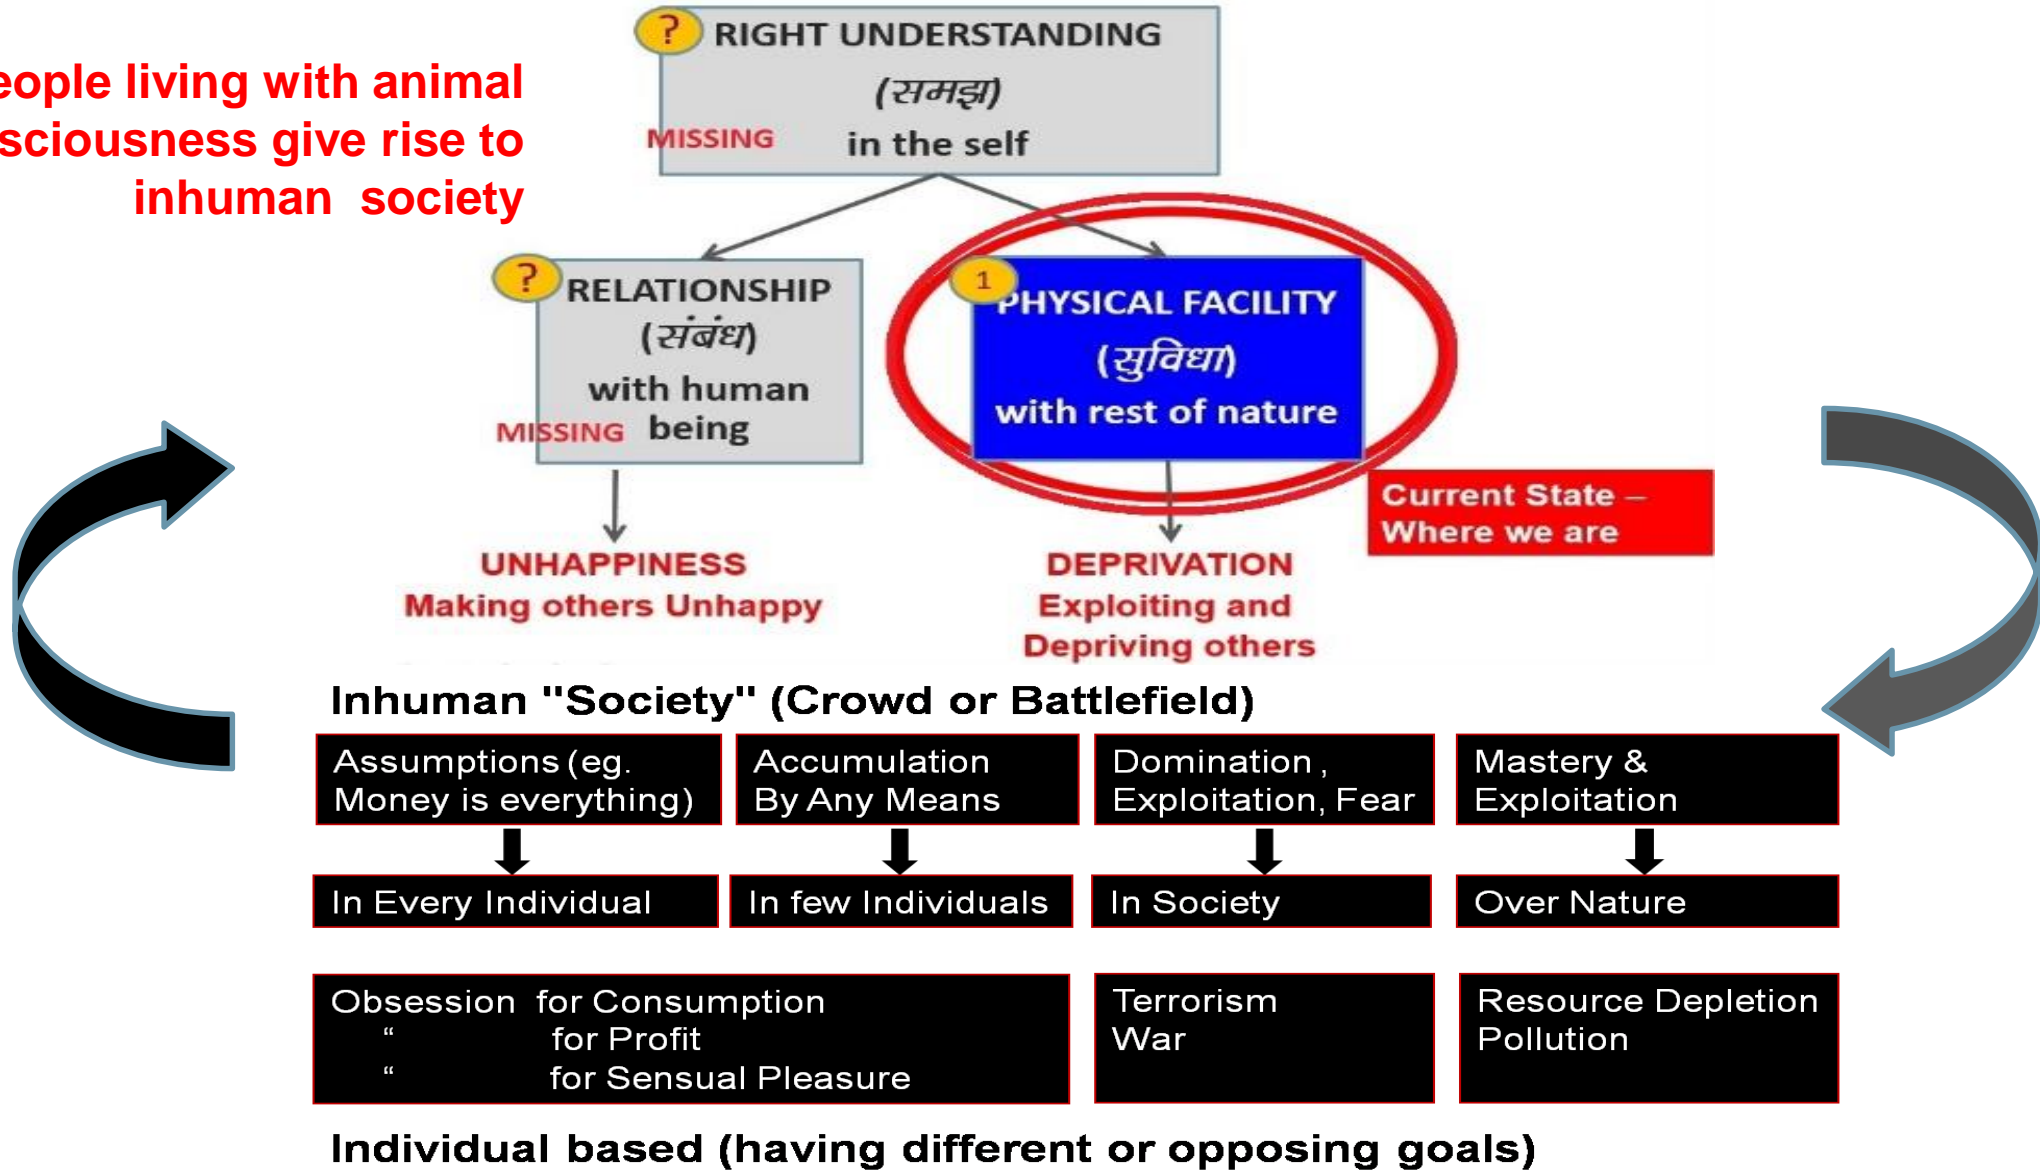 living with animal
give rise to
inhuman society
? RIGHT UNDERSTANDING
(समझ)
MISSING in the self
? RELATIONSHIP
(संबंध)
with human
MISSING being
1 PHYSICAL FACILITY
(सुविधा)
with rest of nature
Current State –
Where we are
UNHAPPINESS
Making others Unhappy
DEPRIVATION
Exploiting and
Depriving others
Inhuman "Society" (Crowd or Battlefield)
Assumptions (eg.
Money is everything)
Accumulation
By Any Means
Domination ,
Exploitation, Fear
Mastery &
Exploitation
In Every Individual
In few Individuals
In Society
Over Nature
Obsession for Consumption
“ for Profit
“ for Sensual Pleasure
Terrorism
War
Resource Depletion
Pollution
Individual based (having different or opposing goals)